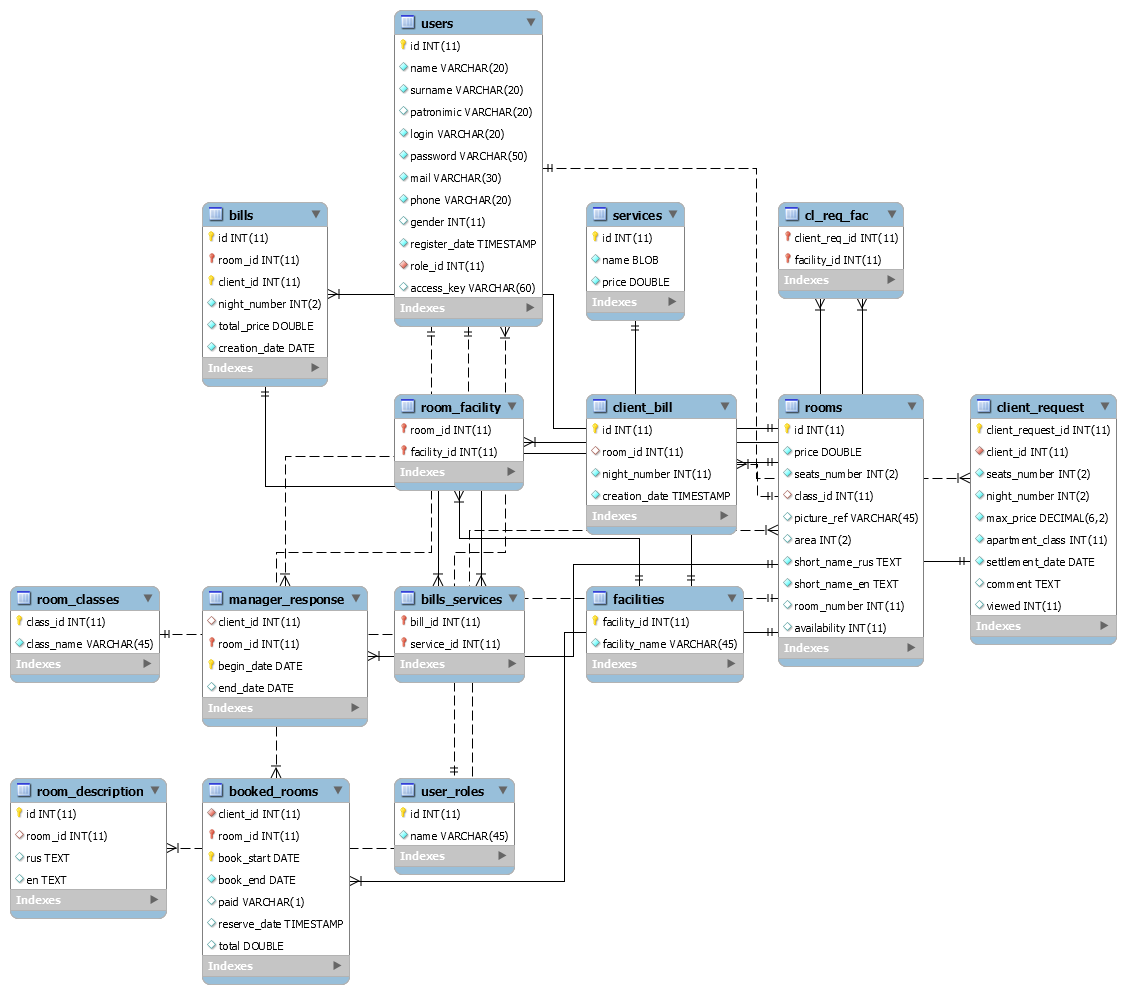 users
id INT(11)
name VARCHAR(20)
surname VARCHAR(20)
patronimic VARCHAR(20)
login VARCHAR(20)
password VARCHAR(50)
mail VARCHAR(30)
phone VARCHAR(20)
gender INT(11)
register_date TIMESTAMP
role_id INT(11)
access_key VARCHAR(60)
Indexes
bills
id INT(11)
room_id INT(11)
client_id INT(11)
night_number INT(2)
total_price DOUBLE
creation_date DATE
Indexes
services
id INT(11)
name BLOB
price DOUBLE
Indexes
cl_req_fac
client_req_id INT(11)
facility_id INT(11)
Indexes
room_facility
room_id INT(11)
facility_id INT(11)
Indexes
client_bill
id INT(11)
room_id INT(11)
night_number INT(11)
creation_date TIMESTAMP
Indexes
rooms
id INT(11)
price DOUBLE
seats_number INT(2)
class_id INT(11)
picture_ref VARCHAR(45)
area INT(2)
short_name_rus TEXT
short_name_en TEXT
room_number INT(11)
availability INT(11)
Indexes
client_request
client_request_id INT(11)
client_id INT(11)
seats_number INT(2)
night_number INT(2)
max_price DECIMAL(6,2)
apartment_class INT(11)
settlement_date DATE
comment TEXT
viewed INT(11)
Indexes
room_classes
class_id INT(11)
class_name VARCHAR(45)
Indexes
manager_response
client_id INT(11)
room_id INT(11)
begin_date DATE
end_date DATE
Indexes
bills_services
bill_id INT(11)
service_id INT(11)
Indexes
facilities
facility_id INT(11)
facility_name VARCHAR(45)
Indexes
room_description
id INT(11)
room_id INT(11)
rus TEXT
en TEXT
Indexes
booked_rooms
client_id INT(11)
room_id INT(11)
book_start DATE
book_end DATE
paid VARCHAR(1)
reserve_date TIMESTAMP
total DOUBLE
Indexes
user_roles
id INT(11)
name VARCHAR(45)
Indexes